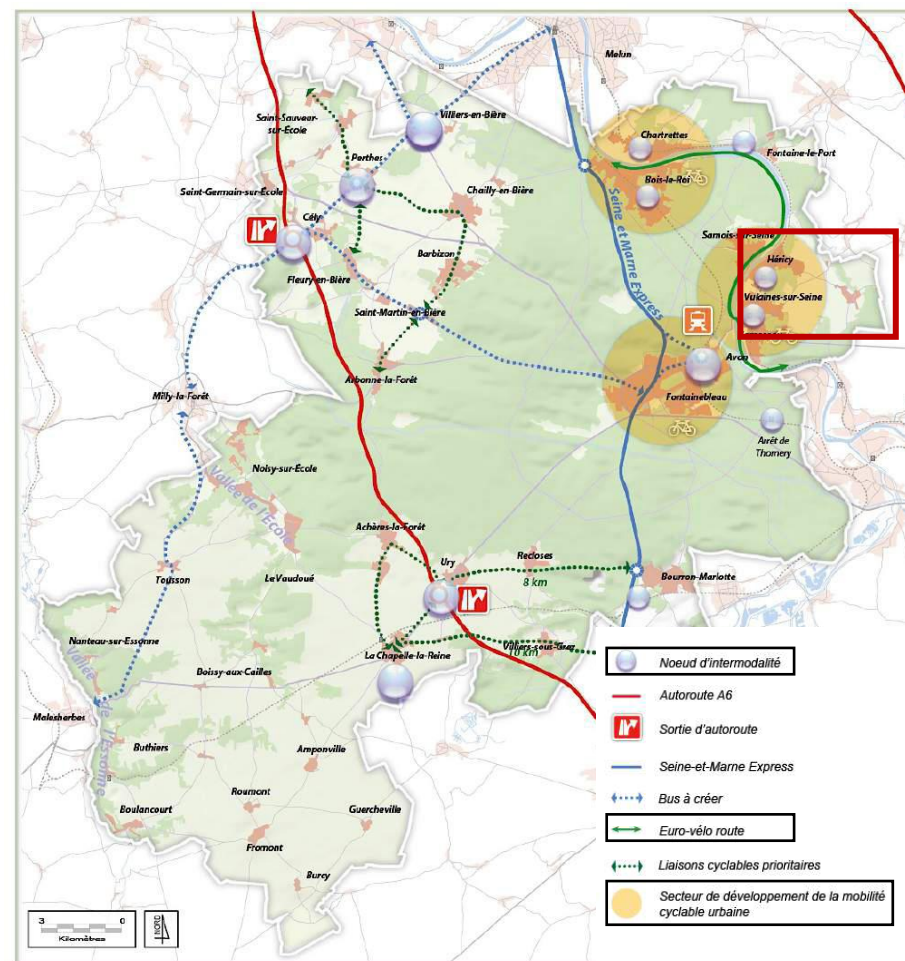 Melun
Saint-Sauveur-
sur-Ecole
Villiers-en-Bière
Chartrettes
Fontaine-le-Port
Perthes
Saint-Germain-sur-Ecole
Chailly-en-Bière
Bois-le-Roi
Cély
Seine et Marne Express
Samois-sur-Seine
Barbizon
Héricy
Fleury-en-Bière
Vulaines-sur-Seine
Saint-Martin-en-Bière
Avon
Arbonne-la-Forêt
Milly-la-Forêt
Fontainebleau
Arrêt de
Thomery
Noisy-sur-École
Vallée de l'Ecole
Achères-la-Forêt
Ury
Recloses
8 km
Tousson
Le Vaudoué
Bourron-Marlotte
Nanteau-sur-Essonne
La Chapelle-la-Reine
Villiers-sous-Grez
10 km
Boissy-aux-Cailles
Vallée de l'Essonne
Malesherbes
Buthiers
Amponville
Boulancourt
Rumont
Guercheville
Fromont
Burcy
Noeud d'intermodalité
Autoroute A6
Sortie d'autoroute
Seine-et-Marne Express
Bus à créer
Euro-vélo route
Liaisons cyclables prioritaires
Secteur de développement de la mobilité
cyclable urbaine
3 0
Kilomètres
NORD